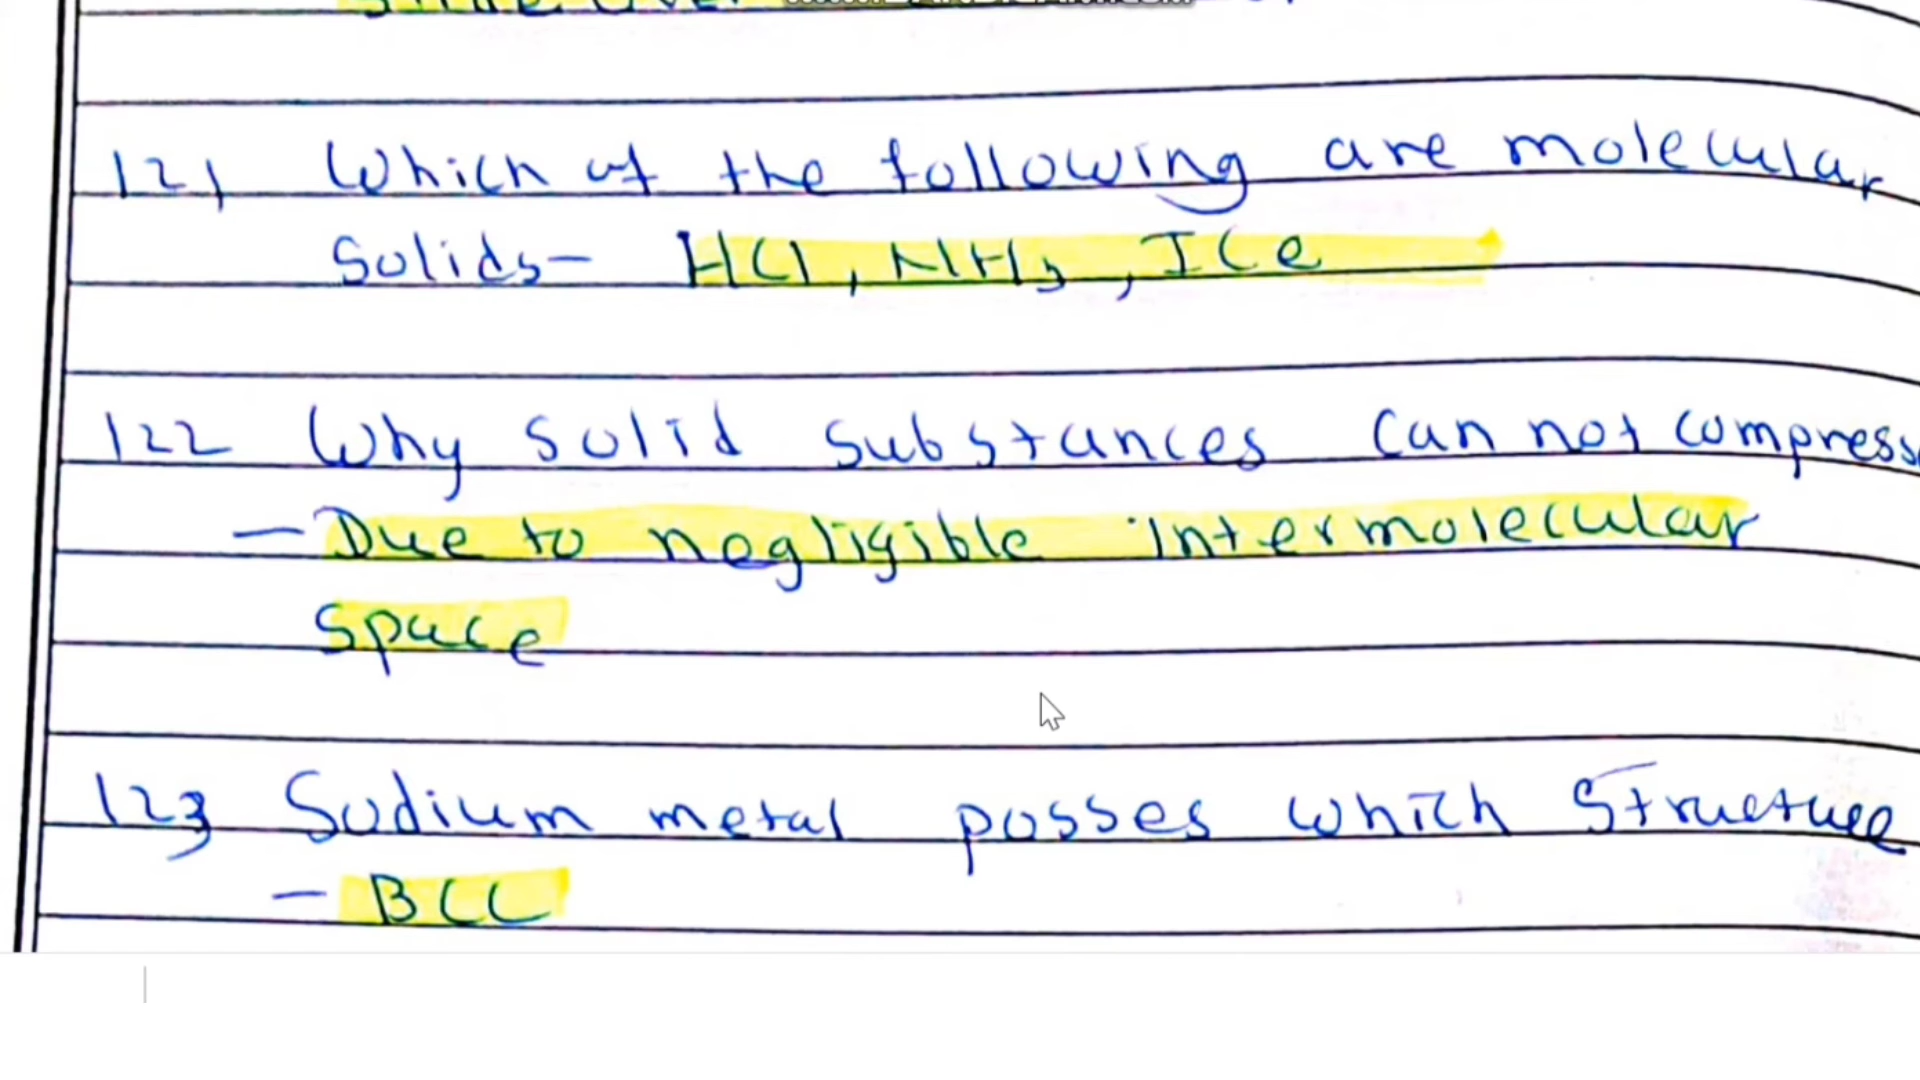 121 Which of the following are molecular
Solids- HCl, NH3, ICe
122 Why solid substances can not compress
- Due to negligible intermolecular
space
123 Sodium metal posses which structure
- BCC